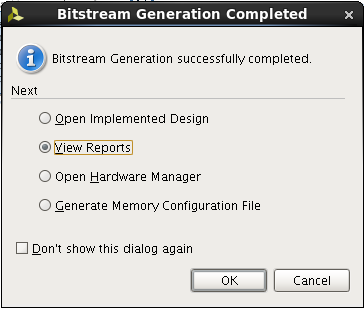 Bitstream Generation Completed
Bitstream Generation successfully completed.
Next
Open Implemented Design
View Reports
Open Hardware Manager
Generate Memory Configuration File
Don't show this dialog again
OK
Cancel